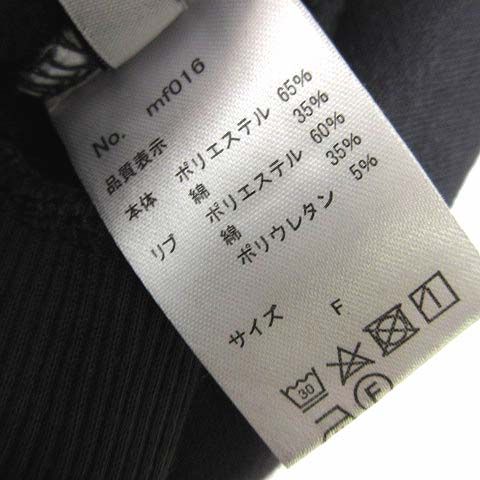 No. mf016
品質表示
本体 ポリエステル 65%
綿 35%
リブ ポリエステル 60%
綿 35%
ポリウレタン 5%
サイズ F
30
F